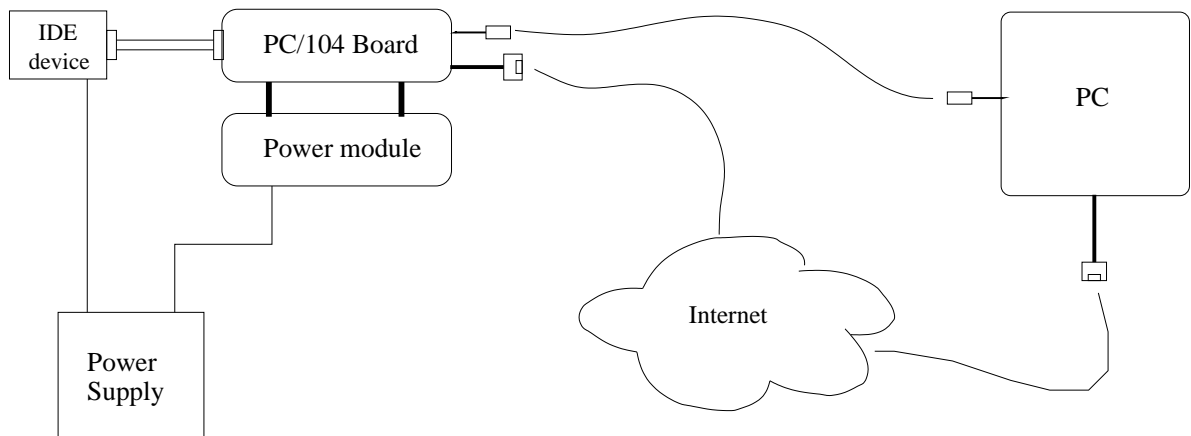 IDE
device
PC/104 Board
PC
Power module
Internet
Power
Supply